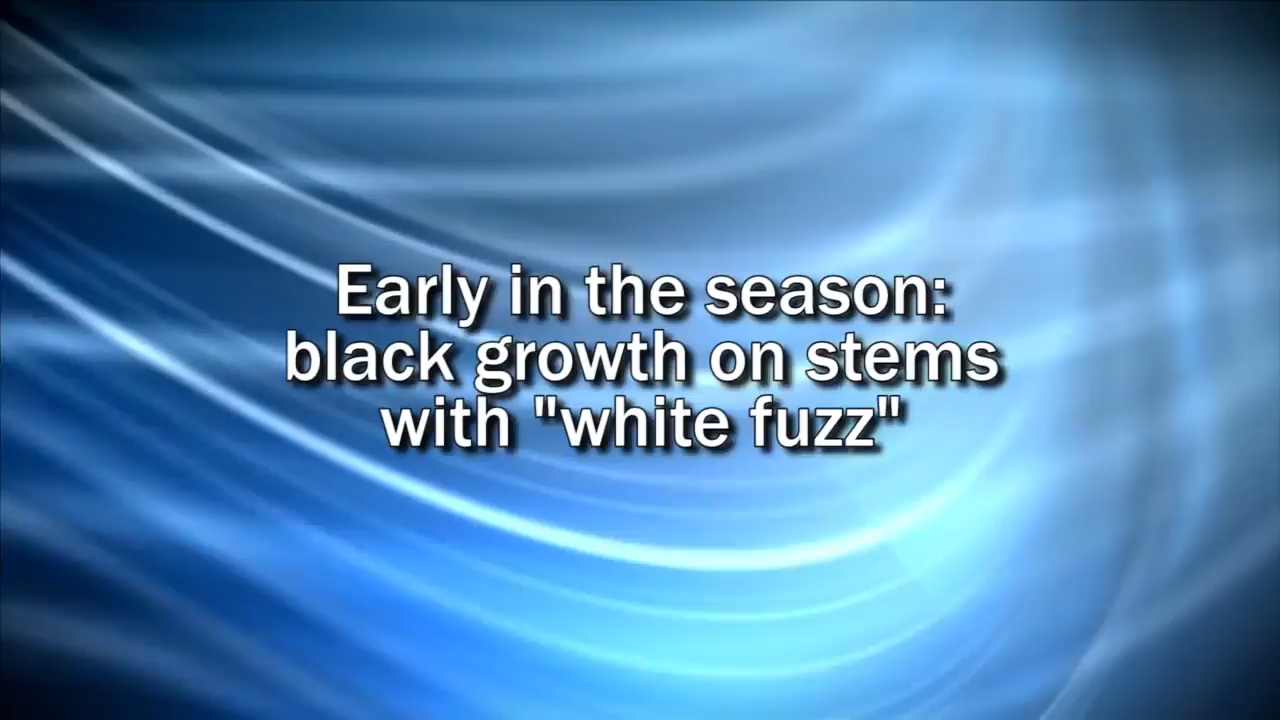 Early in the season:
black growth on stems
with "white fuzz"